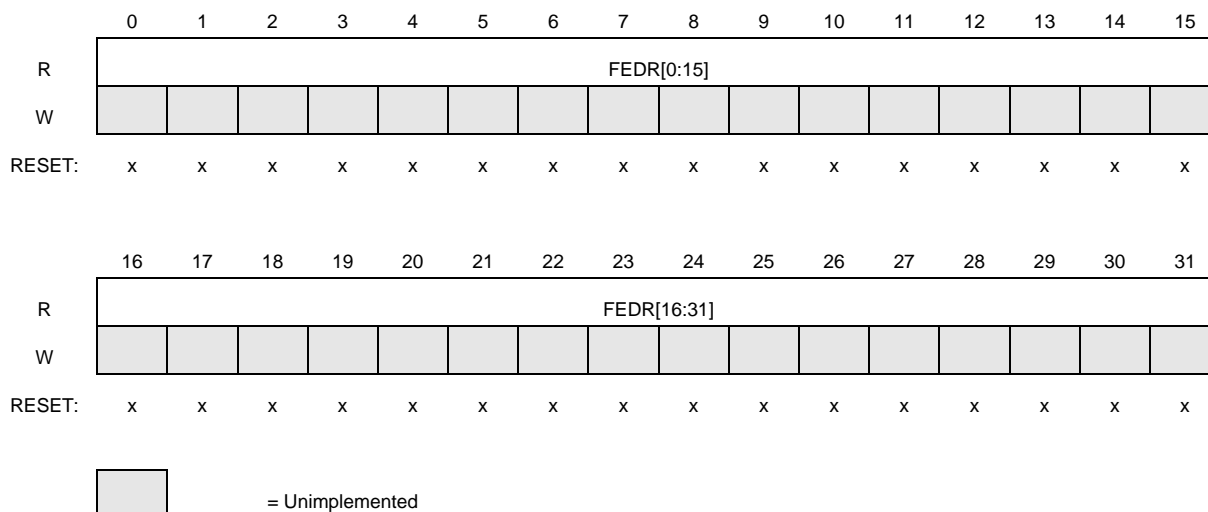 0 1 2 3 4 5 6 7 8 9 10 11 12 13 14 15
R FEDR[0:15]
W
RESET: x x x x x x x x x x x x x x x x
16 17 18 19 20 21 22 23 24 25 26 27 28 29 30 31
R FEDR[16:31]
W
RESET: x x x x x x x x x x x x x x x x
= Unimplemented